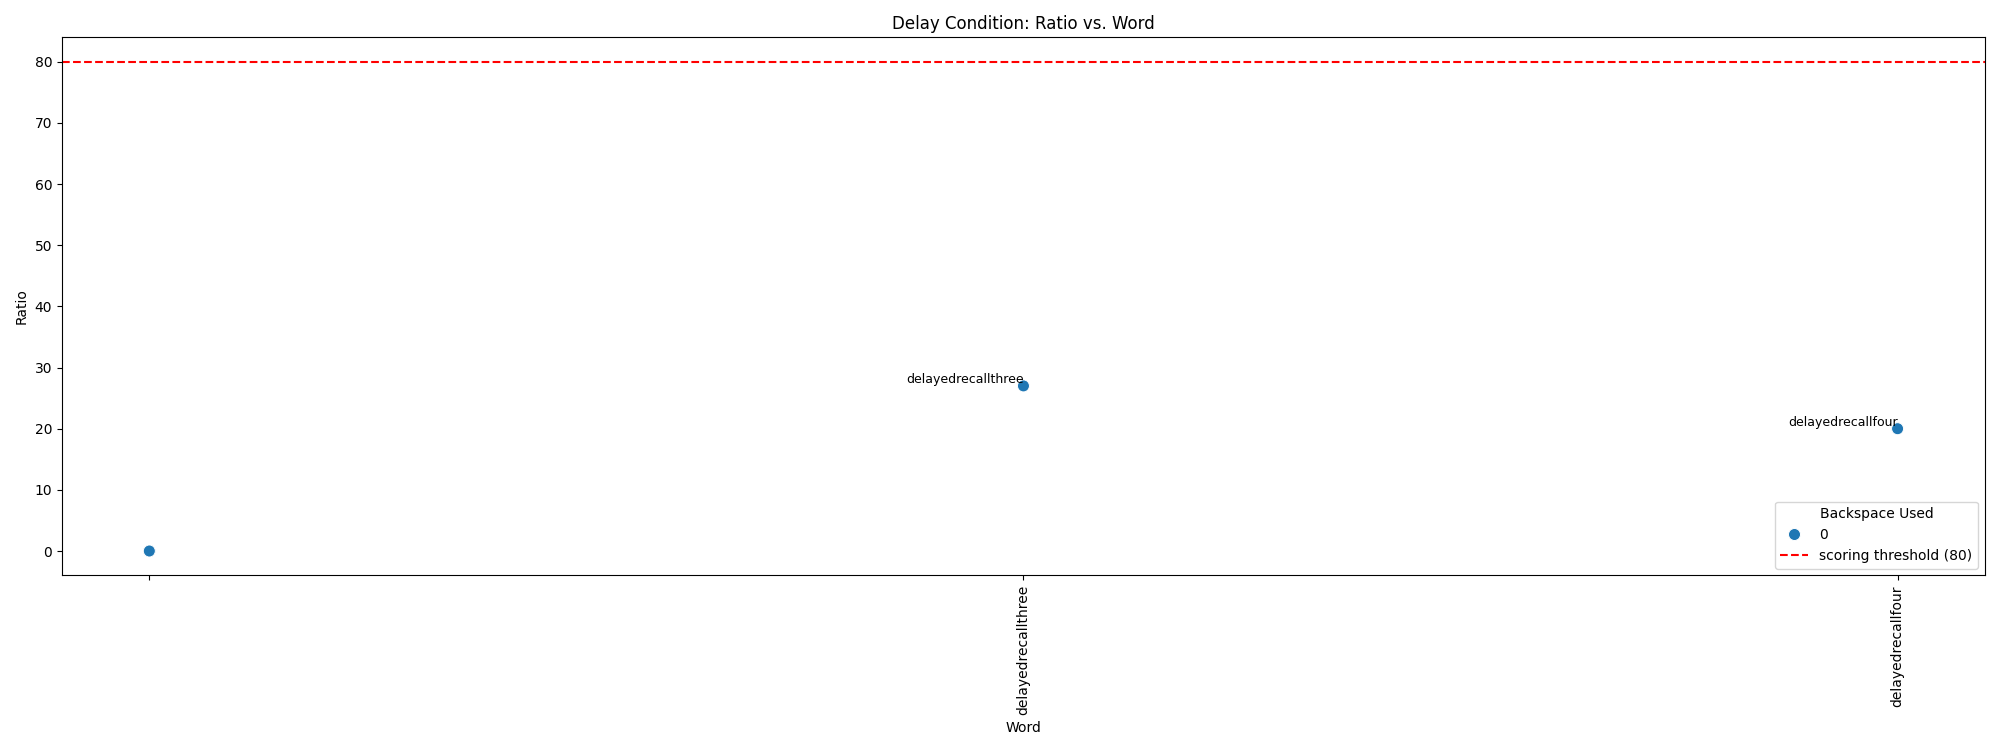 Delay Condition: Ratio vs. Word
80
70
60
50
40
30
20
10
0
Ratio
delayedrecallthree
delayedrecallfour
Backspace Used
0
scoring threshold (80)
delayedrecallthree
delayedrecallfour
Word